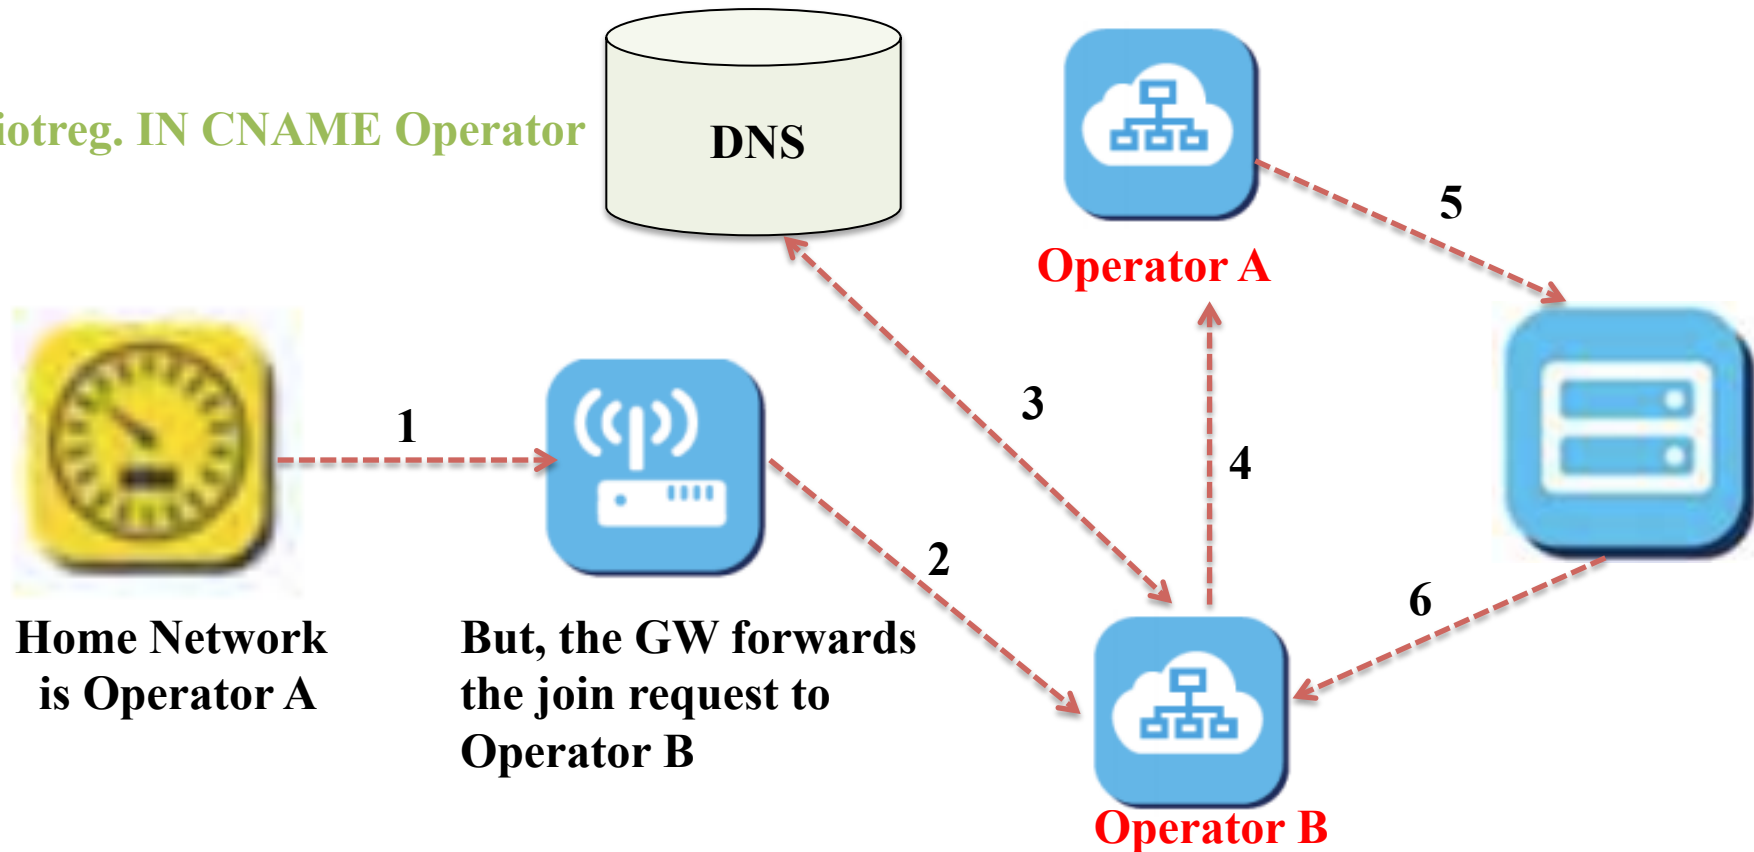 iotreg. IN CNAME Operator
DNS
Operator A
5
1
3
4
2
6
Home Network
is Operator A
But, the GW forwards
the join request to
Operator B
Operator B